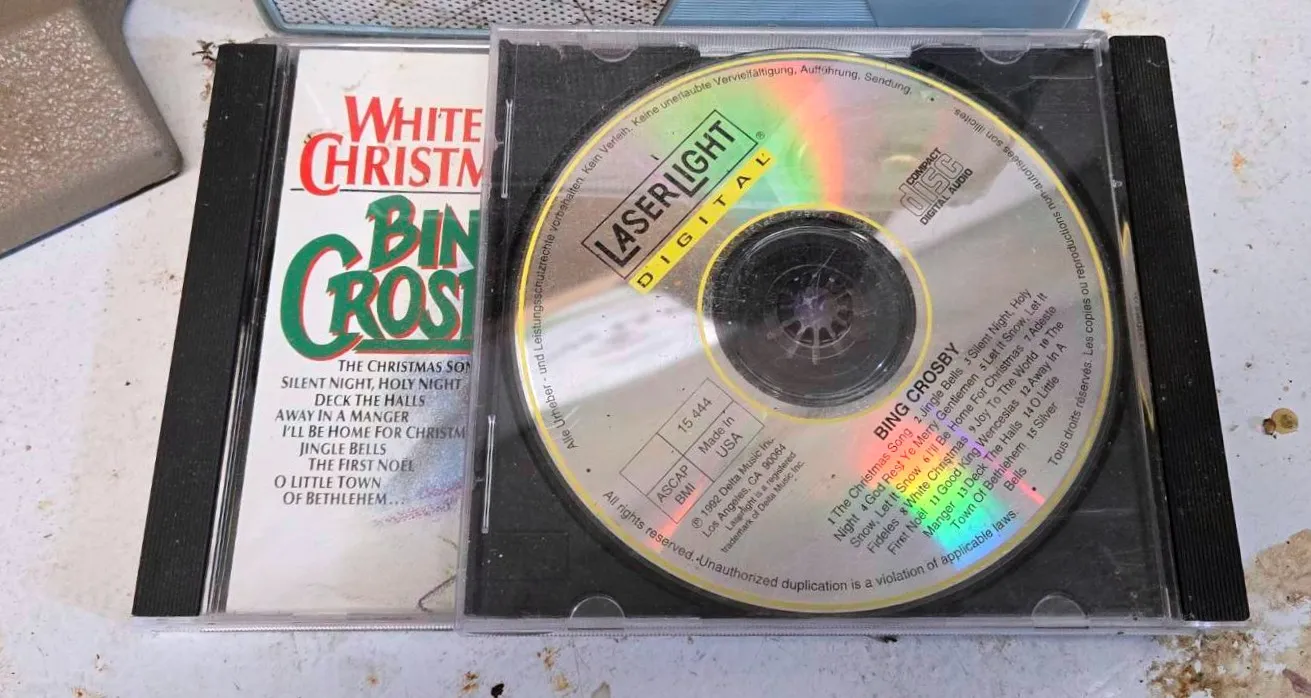 WHITE
CHRISTM
BIN
CROS
THE CHRISTMAS SON
SILENT NIGHT, HOLY NIGHT
DECK THE HALLS
AWAY IN A MANGER
I'LL BE HOME FOR CHRISTM
JINGLE BELLS
THE FIRST NOËL
O LITTLE TOWN
OF BETHLEHEM...
Alle Urheber- und Leistungsschutzrechte vorbehalten. Kein Verleih. Keine unerlaubte Vervielfältigung, Aufführung, Sendung.
LASERLIGHT ®
DIGITAL
COMPACT
disc
DIGITAL AUDIO
15 444
ASCAP
BMI
Made In
USA
℗ 1992 Delta Music Inc.
Los Angeles, CA 90064
Laserlight is a registered
trademark of Delta Music Inc.
BING CROSBY
1 The Christmas Song 2 Jingle Bells 3 Silent Night, Holy
Night 4 God Rest Ye Merry Gentlemen 5 Let It Snow, Let It
Snow, Let It Snow 6 I'll Be Home For Christmas 7 Adeste
Fideles 8 White Christmas 9 Joy To The World 10 The
First Noël 11 Good King Wenceslas 12 Away In A
Manger 13 Deck The Halls 14 O Little
Town Of Bethlehem 15 Silver
Bells
All rights reserved. Unauthorized duplication is a violation of applicable laws.
Tous droits réservés. Les copies ou reproductions non-autorisées son illicites.